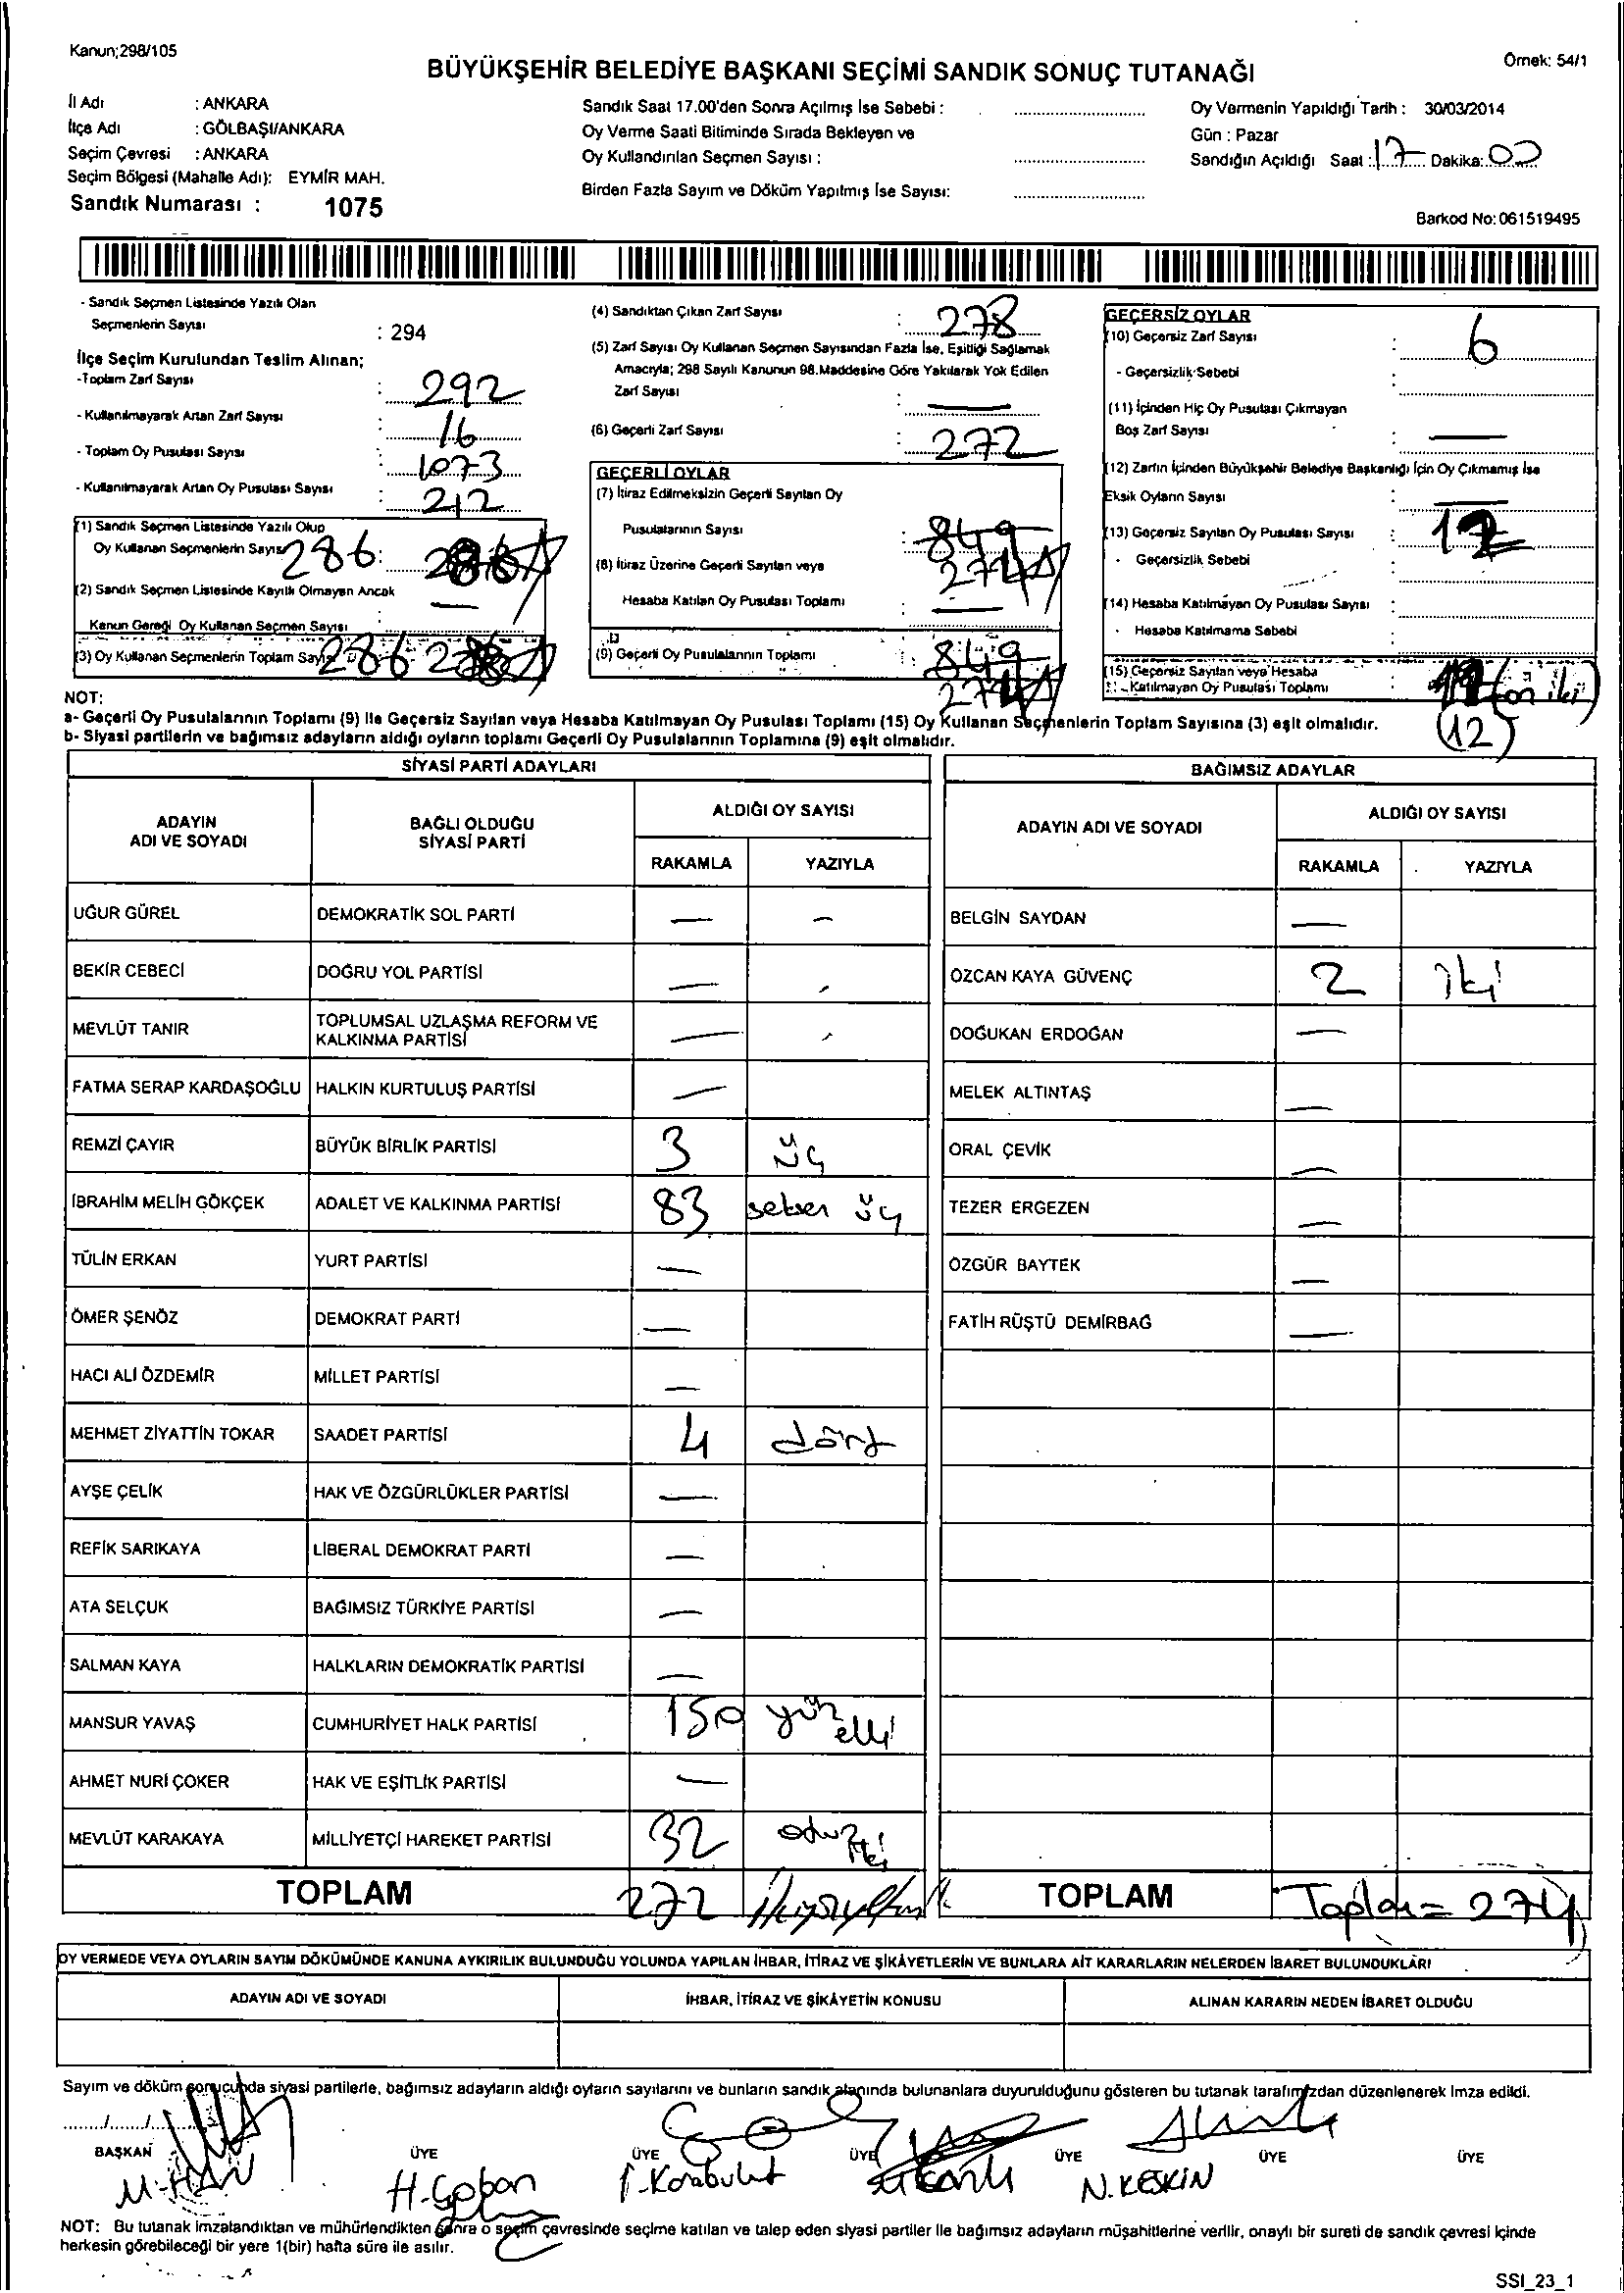 Kanun;298/105
BÜYÜKŞEHİR BELEDİYE BAŞKANI SEÇİMİ SANDIK SONUÇ TUTANAĞI
Örnek: 54/1
İl Adı : ANKARA
İlçe Adı : GÖLBAŞI/ANKARA
Seçim Çevresi : ANKARA
Seçim Bölgesi (Mahalle Adı): EYMİR MAH.
Sandık Numarası : 1075
Sandık Saat 17.00'den Sonra Açılmış İse Sebebi :
Oy Verme Saati Bitiminde Sırada Bekleyen ve
Oy Kullandırılan Seçmen Sayısı :
Birden Fazla Sayım ve Döküm Yapılmış İse Sayısı:
Oy Vermenin Yapıldığı Tarih : 30/03/2014
Gün : Pazar
Sandığın Açıldığı Saat : 17 Dakika: 00
Barkod No: 061519495
- Sandık Seçmen Listesinde Yazılı Olan
Seçmenlerin Sayısı : 294
İlçe Seçim Kurulundan Teslim Alınan;
-Toplam Zarf Sayısı : 292
- Kullanılmayarak Artan Zarf Sayısı : 16
- Toplam Oy Pusulası Sayısı : 1073
- Kullanılmayarak Artan Oy Pusulası Sayısı : 212
(1) Sandık Seçmen Listesinde Yazılı Olup
Oy Kullanan Seçmenlerin Sayısı 286
(2) Sandık Seçmen Listesinde Kayıtlı Olmayan Ancak
Kanun Gereği Oy Kullanan Seçmen Sayısı : —
(3) Oy Kullanan Seçmenlerin Toplam Sayısı 286
(4) Sandıktan Çıkan Zarf Sayısı : 278
(5) Zarf Sayısı Oy Kullanan Seçmen Sayısından Fazla İse, Eşitliği Sağlamak
Amacıyla; 298 Sayılı Kanunun 98.Maddesine Göre Yakılarak Yok Edilen
Zarf Sayısı : —
(6) Geçerli Zarf Sayısı : 272
GEÇERLİ OYLAR
(7) İtiraz Edilmeksizin Geçerli Sayılan Oy
Pusulalarının Sayısı : 849
274
(8) İtiraz Üzerine Geçerli Sayılan veya
Hesaba Katılan Oy Pusulası Toplamı : —
(9) Geçerli Oy Pusulalarının Toplamı : 849
274
GEÇERSİZ OYLAR
(10) Geçersiz Zarf Sayısı : 6
- Geçersizlik Sebebi :
(11) İçinden Hiç Oy Pusulası Çıkmayan
Boş Zarf Sayısı : —
(12) Zarfın İçinden Büyükşehir Belediye Başkanlığı İçin Oy Çıkmamış İse
Eksik Oyların Sayısı : —
(13) Geçersiz Sayılan Oy Pusulası Sayısı : 12
- Geçersizlik Sebebi :
(14) Hesaba Katılmayan Oy Pusulası Sayısı :
- Hesaba Katılmama Sebebi :
(15) Geçersiz Sayılan veya Hesaba
Katılmayan Oy Pusulası Toplamı : (on iki)
(12)
NOT:
a- Geçerli Oy Pusulalarının Toplamı (9) ile Geçersiz Sayılan veya Hesaba Katılmayan Oy Pusulası Toplamı (15) Oy Kullanan Seçmenlerin Toplam Sayısına (3) eşit olmalıdır.
b- Siyasi partilerin ve bağımsız adayların aldığı oyların toplamı Geçerli Oy Pusulalarının Toplamına (9) eşit olmalıdır.
SİYASİ PARTİ ADAYLARI
ADAYIN ADI VE SOYADI
BAĞLI OLDUĞU SİYASİ PARTİ
ALDIĞI OY SAYISI
RAKAMLA YAZIYLA
UĞUR GÜREL DEMOKRATİK SOL PARTİ — —
BEKİR CEBECİ DOĞRU YOL PARTİSİ —
MEVLÜT TANIR TOPLUMSAL UZLAŞMA REFORM VE KALKINMA PARTİSİ —
FATMA SERAP KARDAŞOĞLU HALKIN KURTULUŞ PARTİSİ —
REMZİ ÇAYIR BÜYÜK BİRLİK PARTİSİ 3 üç
İBRAHİM MELİH GÖKÇEK ADALET VE KALKINMA PARTİSİ 83 seksen üç
TÜLİN ERKAN YURT PARTİSİ —
ÖMER ŞENÖZ DEMOKRAT PARTİ —
HACI ALİ ÖZDEMİR MİLLET PARTİSİ —
MEHMET ZİYATTİN TOKAR SAADET PARTİSİ 4 dört
AYŞE ÇELİK HAK VE ÖZGÜRLÜKLER PARTİSİ —
REFİK SARIKAYA LİBERAL DEMOKRAT PARTİ —
ATA SELÇUK BAĞIMSIZ TÜRKİYE PARTİSİ —
SALMAN KAYA HALKLARIN DEMOKRATİK PARTİSİ —
MANSUR YAVAŞ CUMHURİYET HALK PARTİSİ 150 yüz elli
AHMET NURİ ÇOKER HAK VE EŞİTLİK PARTİSİ —
MEVLÜT KARAKAYA MİLLİYETÇİ HAREKET PARTİSİ 32 otuz iki
TOPLAM 272
BAĞIMSIZ ADAYLAR
ADAYIN ADI VE SOYADI
ALDIĞI OY SAYISI
RAKAMLA YAZIYLA
BELGİN SAYDAN —
ÖZCAN KAYA GÜVENÇ 2 iki
DOĞUKAN ERDOĞAN —
MELEK ALTINTAŞ —
ORAL ÇEVİK —
TEZER ERGEZEN —
ÖZGÜR BAYTEK —
FATİH RÜŞTÜ DEMİRBAĞ —
TOPLAM Toplam = 274
OY VERMEDE VEYA OYLARIN SAYIM DÖKÜMÜNDE KANUNA AYKIRILIK BULUNDUĞU YOLUNDA YAPILAN İHBAR, İTİRAZ VE ŞİKÂYETLERİN VE BUNLARA AİT KARARLARIN NELERDEN İBARET BULUNDUKLARI
ADAYIN ADI VE SOYADI İHBAR, İTİRAZ VE ŞİKÂYETİN KONUSU ALINAN KARARIN NEDEN İBARET OLDUĞU
Sayım ve döküm sonucunda siyasi partilerle, bağımsız adayların aldığı oyların sayılarını ve bunların sandık alanında bulunanlara duyurulduğunu gösteren bu tutanak tarafımızdan düzenlenerek imza edildi.
....../....../......
BAŞKAN ÜYE ÜYE ÜYE ÜYE ÜYE ÜYE
M. HAN H. Çoban İ. Karabulut N. KESKİN
NOT: Bu tutanak imzalandıktan ve mühürlendikten sonra o seçim çevresinde seçime katılan ve talep eden siyasi partiler ile bağımsız adayların müşahitlerine verilir, onaylı bir sureti de sandık çevresi içinde
herkesin görebileceği bir yere 1(bir) hafta süre ile asılır.
SSI_23_1